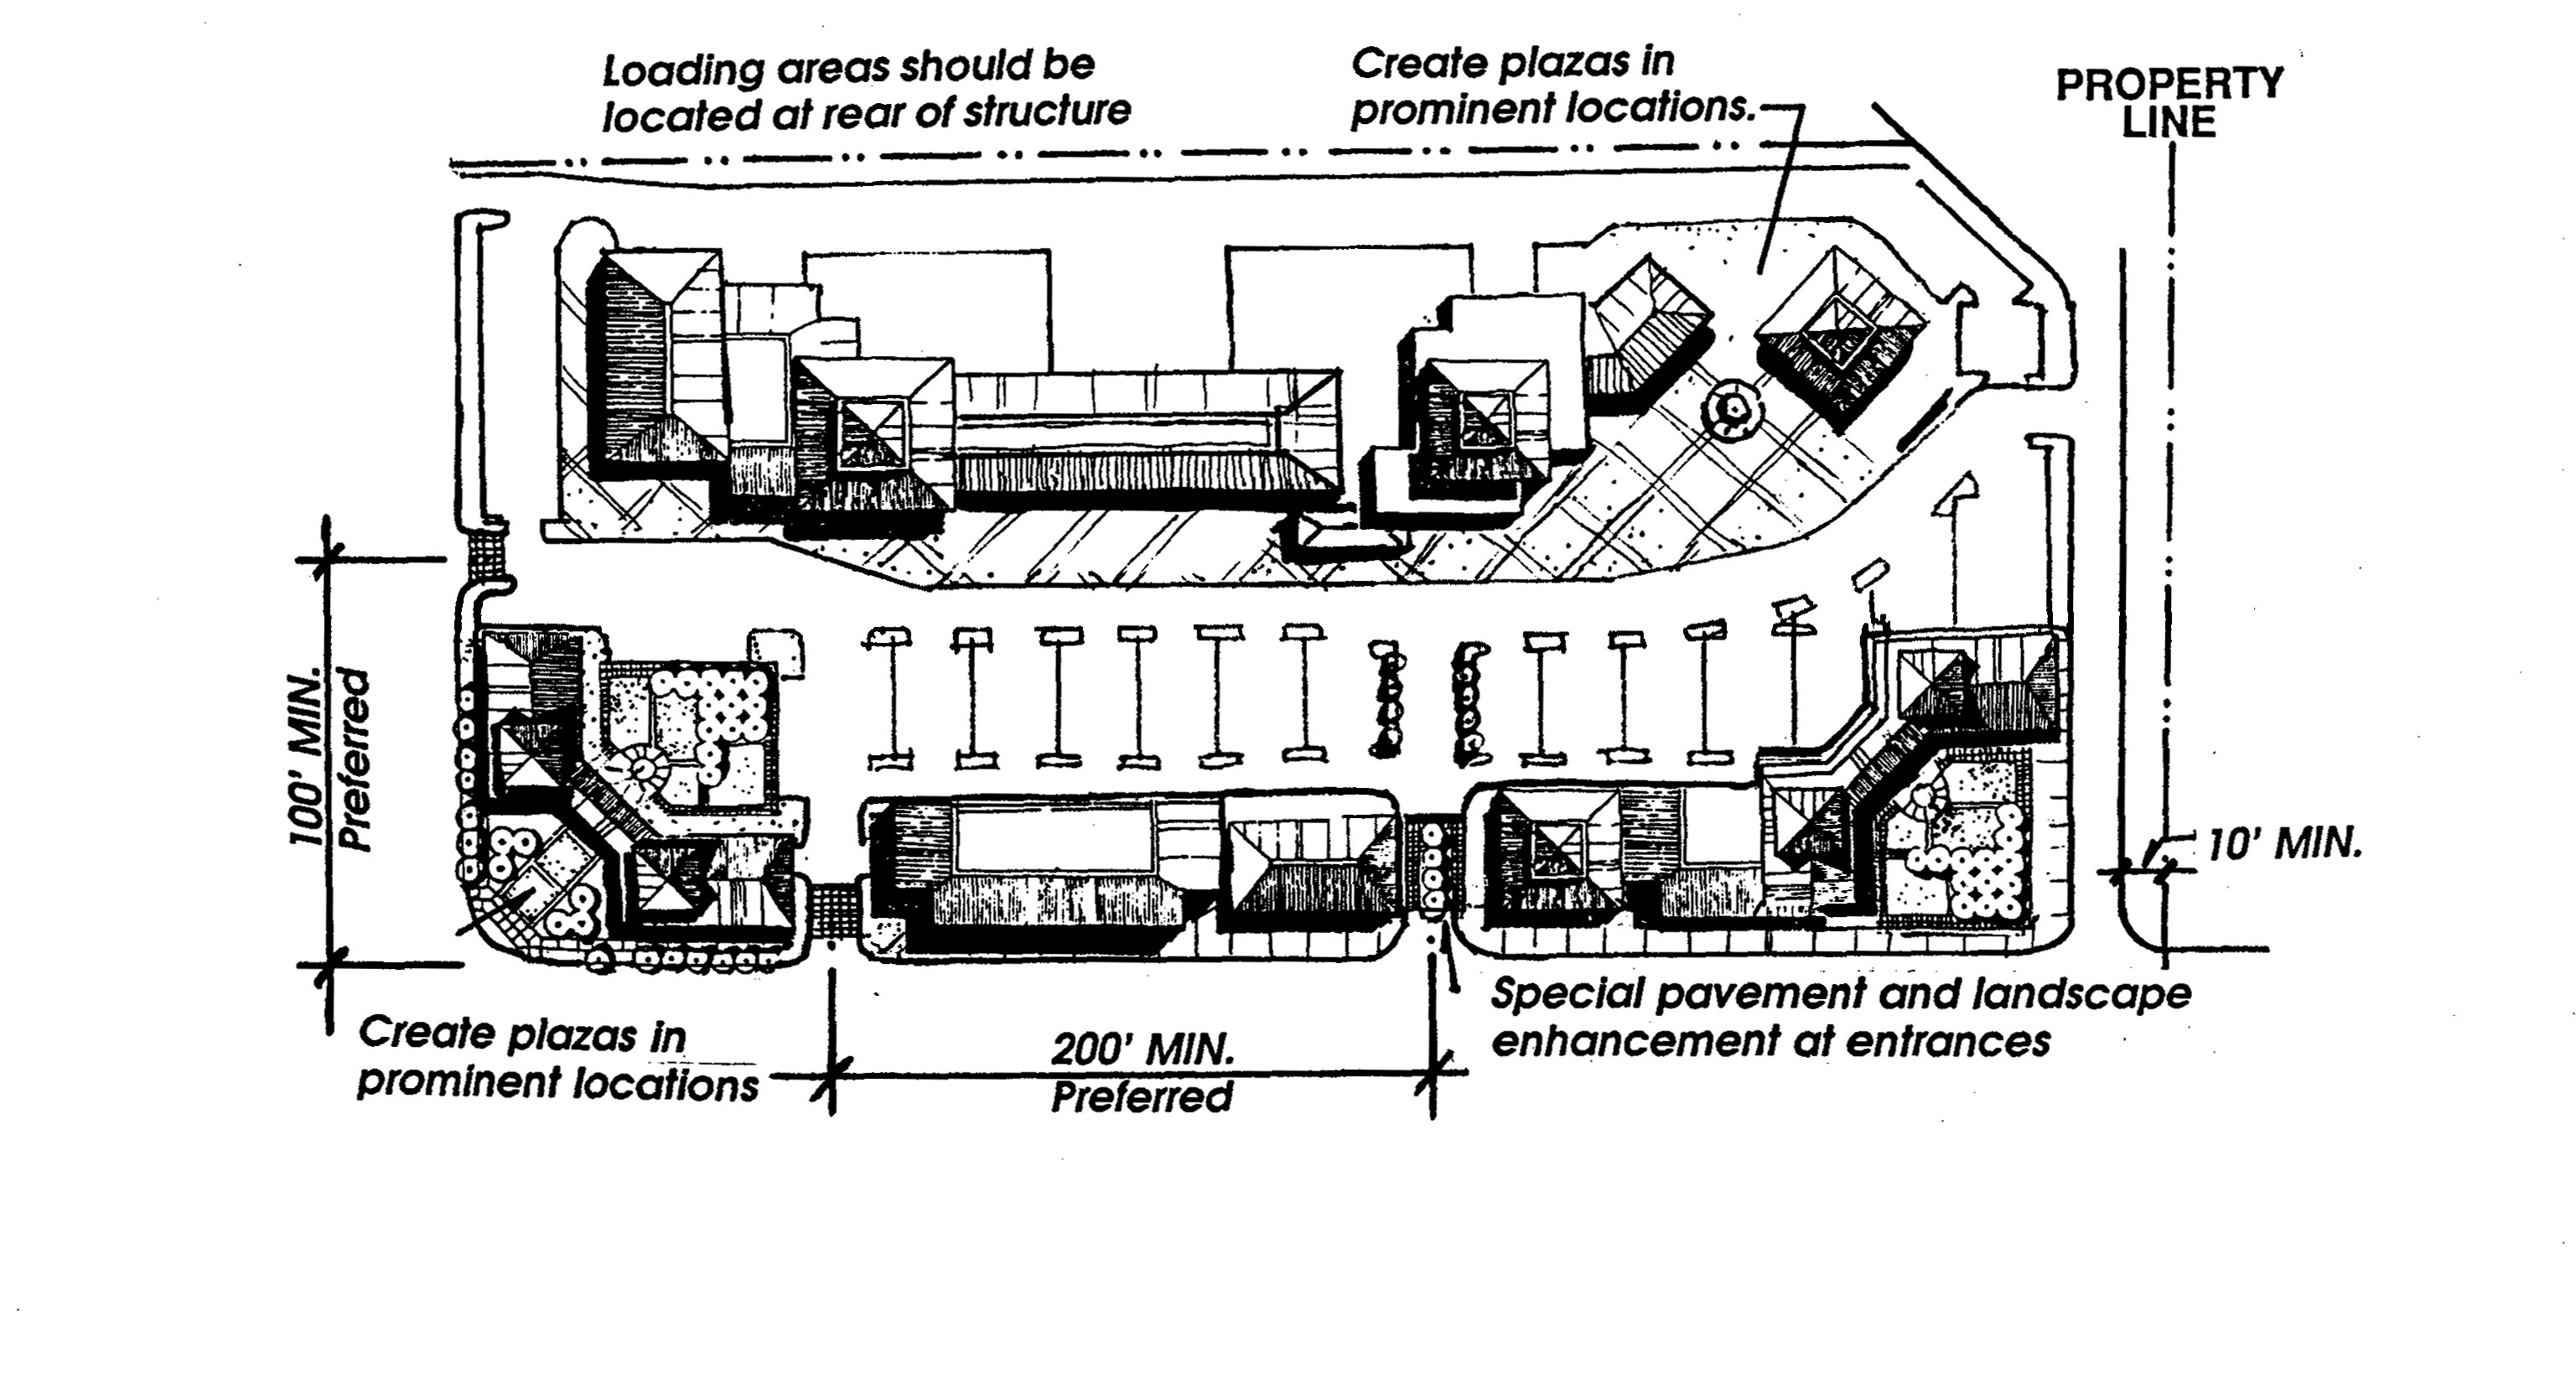 Loading areas should be
located at rear of structure
Create plazas in
prominent locations.
PROPERTY
LINE
100' MIN.
Preferred
10' MIN.
Special pavement and landscape
enhancement at entrances
Create plazas in
prominent locations
200' MIN.
Preferred